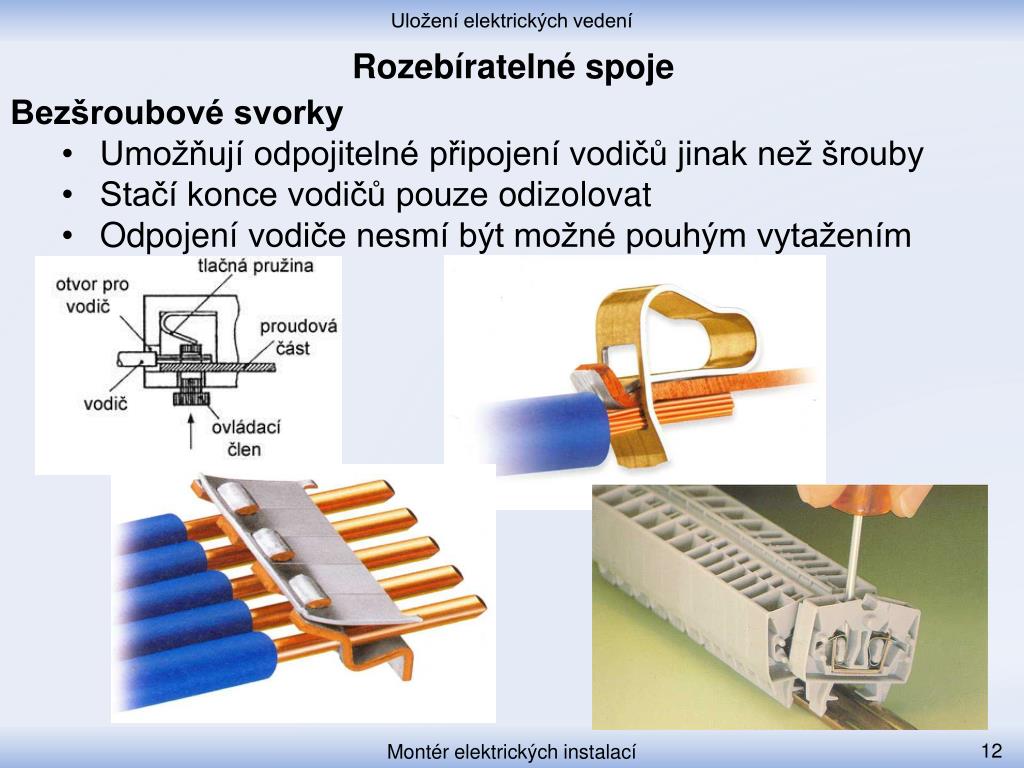 Uložení elektrických vedení
Rozebíratelné spoje
Bezšroubové svorky
• Umožňují odpojitelné připojení vodičů jinak než šrouby
• Stačí konce vodičů pouze odizolovat
• Odpojení vodiče nesmí být možné pouhým vytažením
tlačná pružina
otvor pro
vodič
proudová
část
vodič
ovládací
člen
Montér elektrických instalací
12